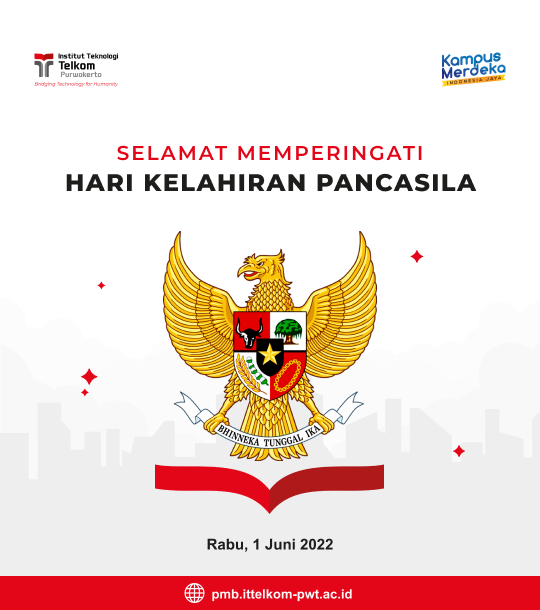 Institut Teknologi
Telkom
Purwokerto
Bridging Technology for Humanity
Kampus
Merdeka
INDONESIA JAYA
SELAMAT MEMPERINGATI
HARI KELAHIRAN PANCASILA
BHINNEKA TUNGGAL IKA
Rabu, 1 Juni 2022
pmb.ittelkom-pwt.ac.id